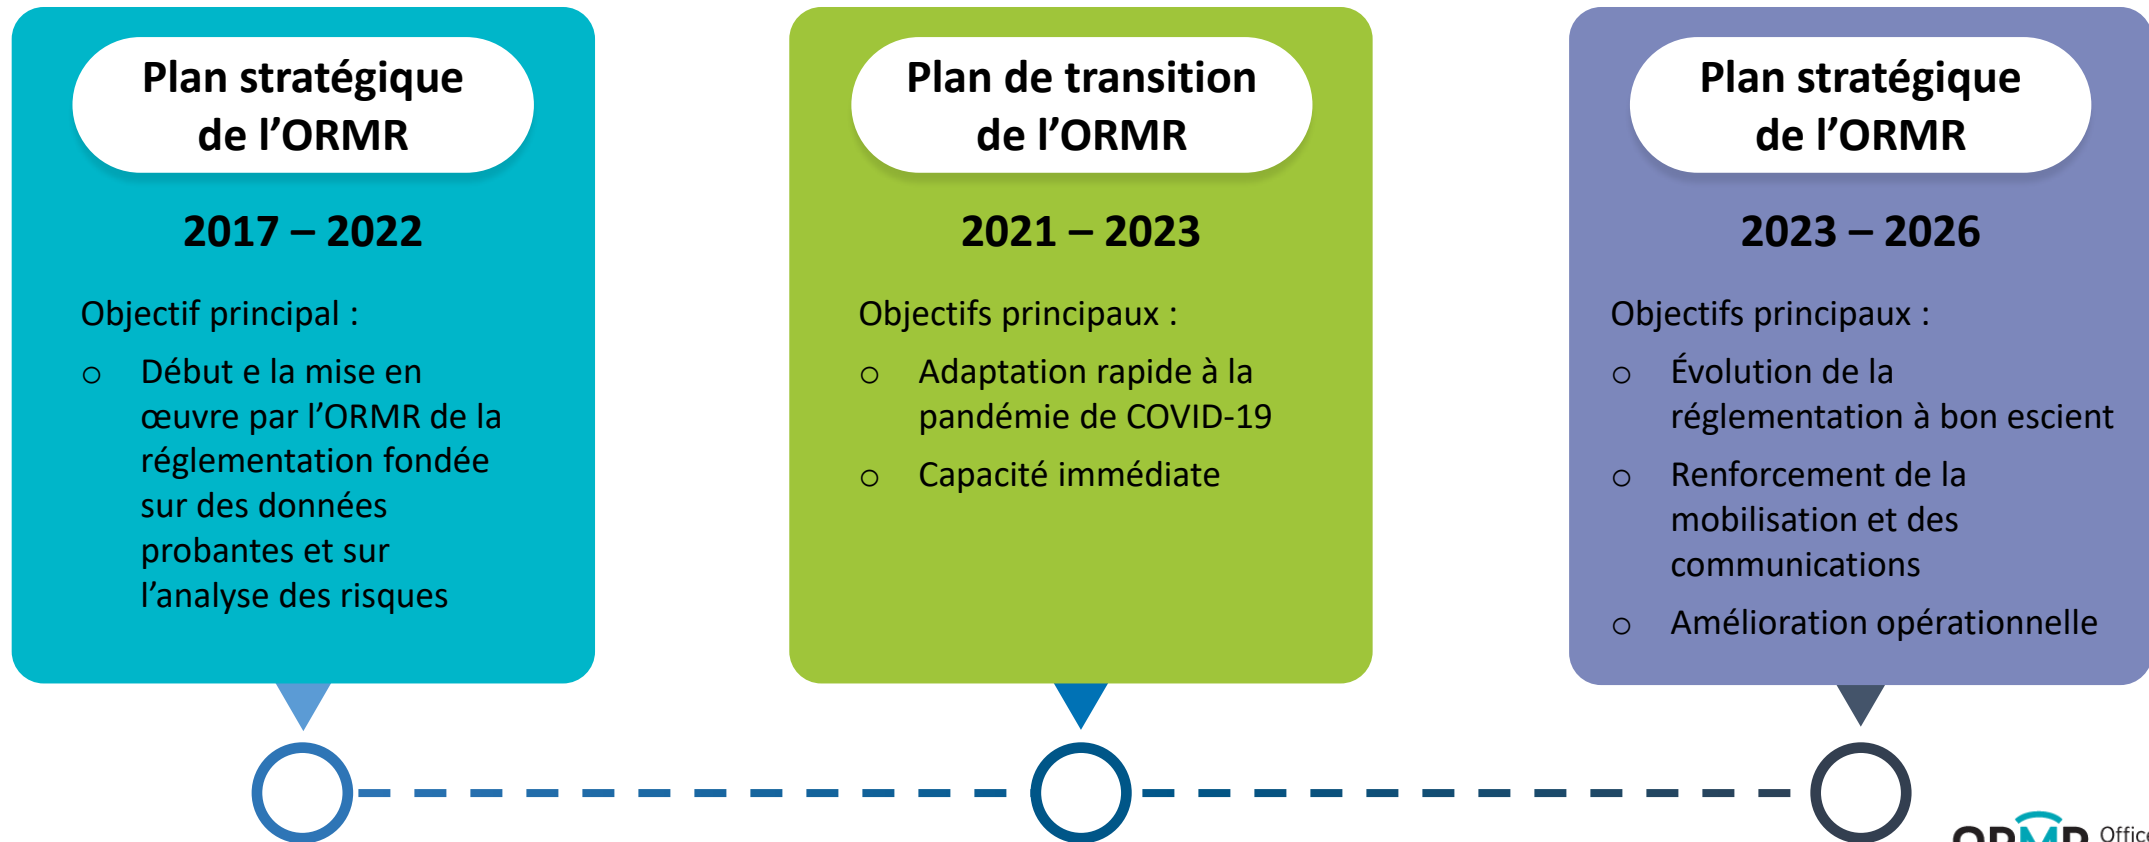 Plan stratégique
de l’ORMR
2017 – 2022
Objectif principal :
o Début e la mise en
œuvre par l’ORMR de la
réglementation fondée
sur des données
probantes et sur
l’analyse des risques
Plan de transition
de l’ORMR
2021 – 2023
Objectifs principaux :
o Adaptation rapide à la
pandémie de COVID-19
o Capacité immédiate
Plan stratégique
de l’ORMR
2023 – 2026
Objectifs principaux :
o Évolution de la
réglementation à bon escient
o Renforcement de la
mobilisation et des
communications
o Amélioration opérationnelle
ORMR Office